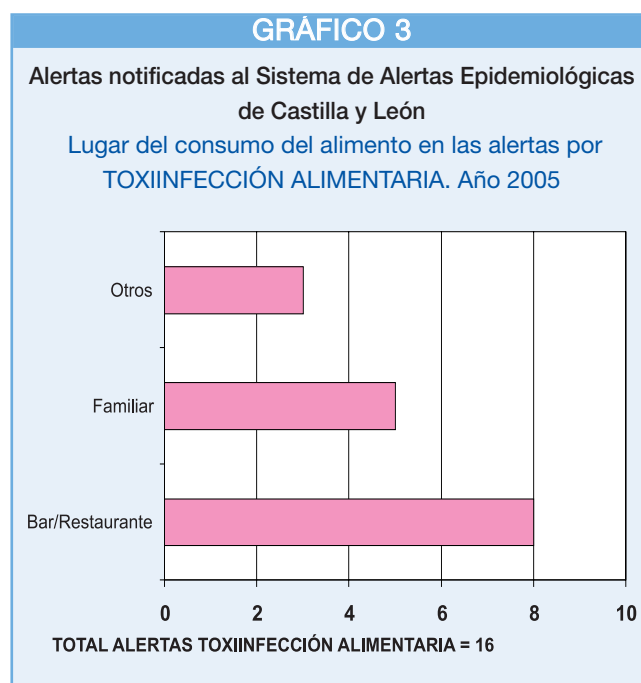 GRÁFICO 3
Alertas notificadas al Sistema de Alertas Epidemiológicas
de Castilla y León
Lugar del consumo del alimento en las alertas por
TOXIINFECCIÓN ALIMENTARIA. Año 2005
Otros
Familiar
Bar/Restaurante
0 2 4 6 8 10
TOTAL ALERTAS TOXIINFECCIÓN ALIMENTARIA = 16